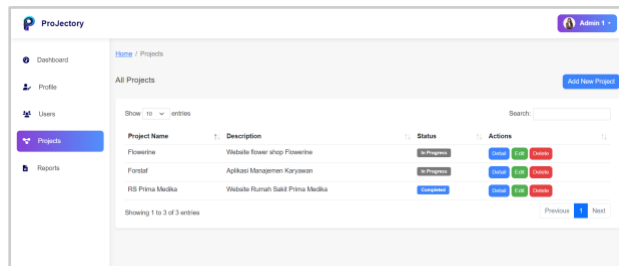 ProJectory
Admin 1
Dashboard
Profile
Users
Projects
Reports
Home / Projects
All Projects
Add New Project
Show 10 entries
Search:
Project Name Description Status Actions
Flowerine Website flower shop Flowerine In Progress Detail Edit Delete
Forstaf Aplikasi Manajemen Karyawan In Progress Detail Edit Delete
RS Prima Medika Website Rumah Sakit Prima Medika Completed Detail Edit Delete
Showing 1 to 3 of 3 entries
Previous 1 Next